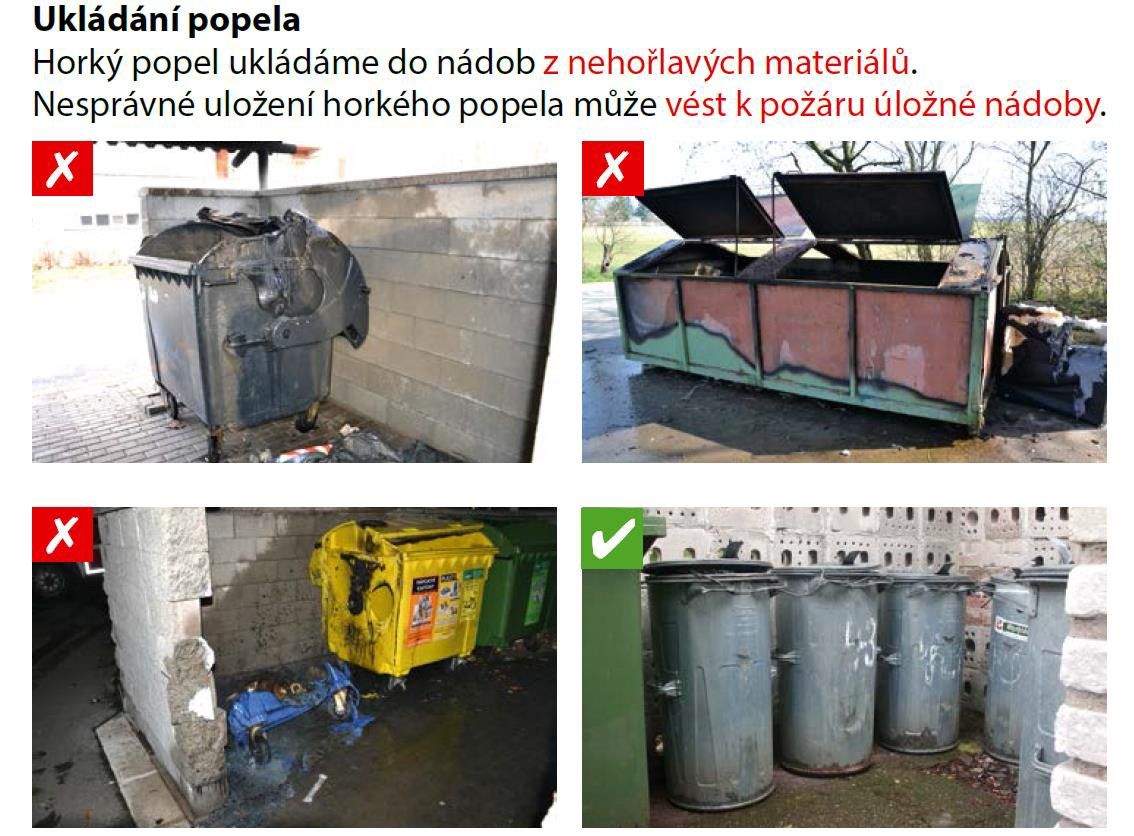 Ukládání popela
Horký popel ukládáme do nádob z nehořlavých materiálů.
Nesprávné uložení horkého popela může vést k požáru úložné nádoby.